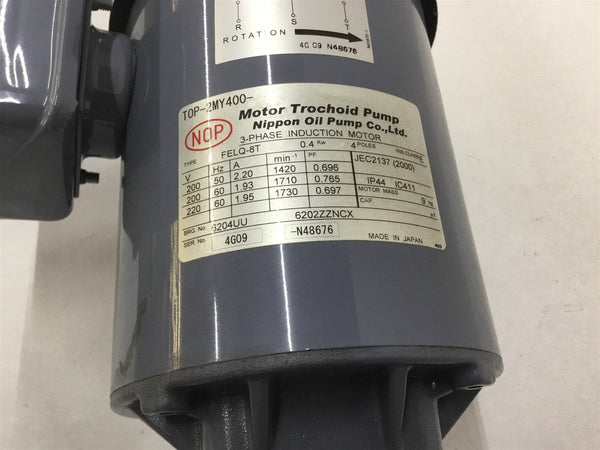 R S T
ROTATION
4G 09 N48676
TOP-2MY400-
NOP
Motor Trochoid Pump
Nippon Oil Pump Co.,Ltd.
3-PHASE INDUCTION MOTOR
TYPE FELQ-8T 0.4 Kw 4 POLES E
V Hz A min-1 PF JEC2137 (2000)
200 50 2.20 1420 0.696
200 60 1.93 1710 0.765 IP44 IC411
220 60 1.95 1730 0.697 MOTOR MASS 9 kg
CAP.
BRG. No. 6204UU 6202ZZNCX
SER. No. 4G09 -N48676 MADE IN JAPAN